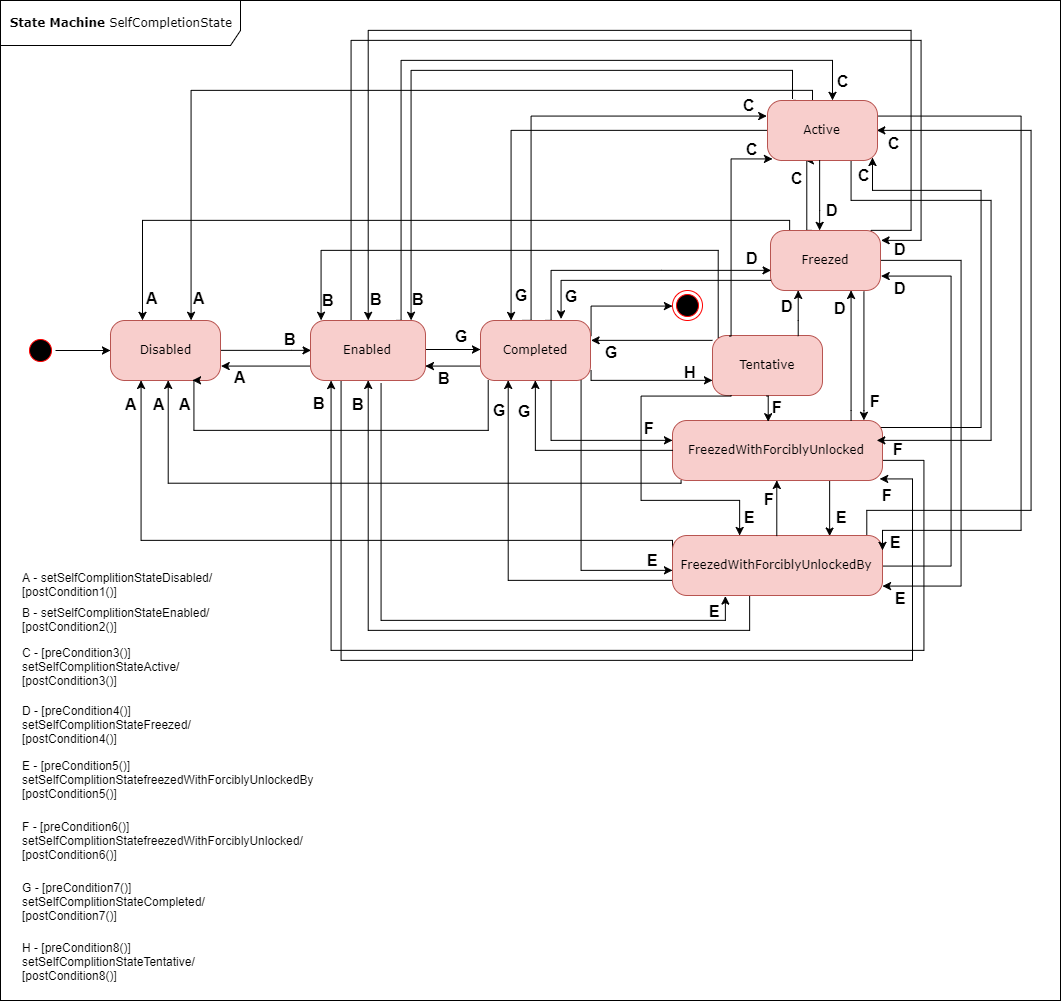 State Machine SelfCompletionState
C
C
Active
C
C
C
C
D
D
Freezed
D
D
A
A
B
B
B
G
G
D
D
Disabled
B
Enabled
G
Completed
G
Tentative
A
B
H
A
A
A
B
B
G
G
F
F
F
FreezedWithForciblyUnlocked
F
F
F
E
E
E
E
FreezedWithForciblyUnlockedBy
E
E
A - setSelfComplitionStateDisabled/
[postCondition1()]
B - setSelfComplitionStateEnabled/
[postCondition2()]
C - [preCondition3()]
setSelfComplitionStateActive/
[postCondition3()]
D - [preCondition4()]
setSelfComplitionStateFreezed/
[postCondition4()]
E - [preCondition5()]
setSelfComplitionStatefreezedWithForciblyUnlockedBy
[postCondition5()]
F - [preCondition6()]
setSelfComplitionStatefreezedWithForciblyUnlocked/
[postCondition6()]
G - [preCondition7()]
setSelfComplitionStateCompleted/
[postCondition7()]
H - [preCondition8()]
setSelfComplitionStateTentative/
[postCondition8()]